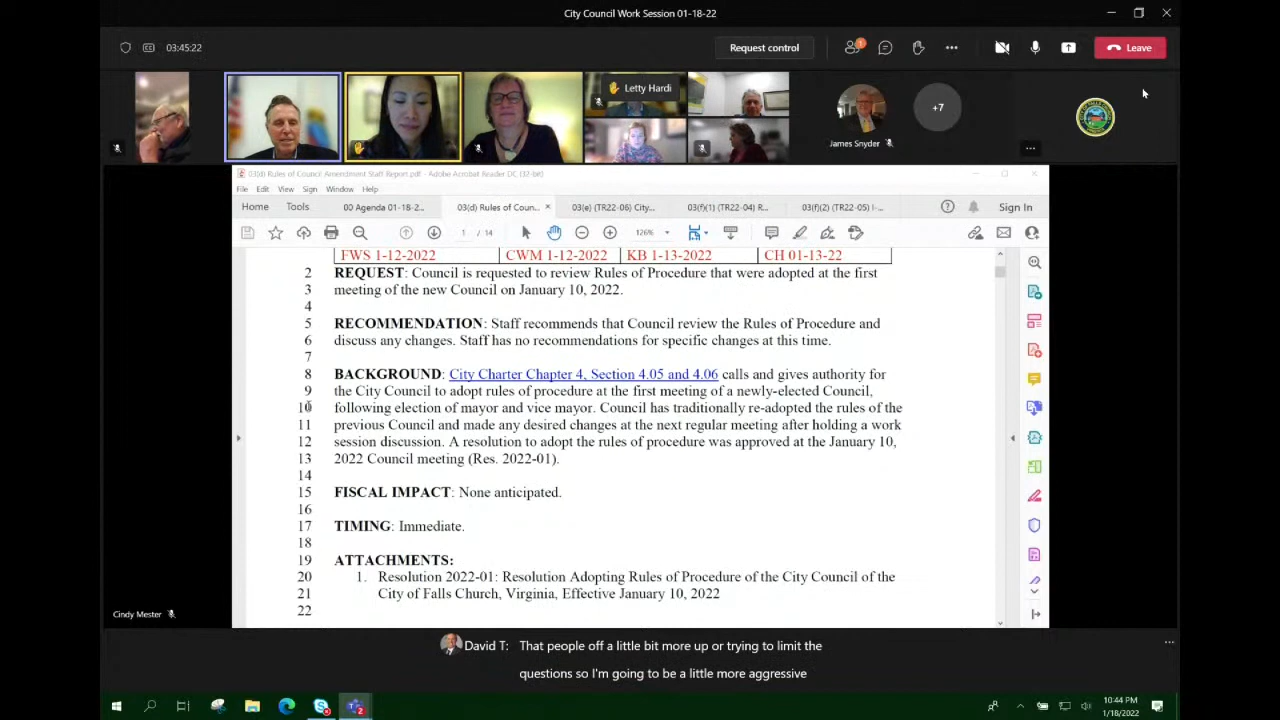 City Council Work Session 01-18-22
03:45:22
Request control
1
Leave
Letty Hardi
James Snyder
+7
03(d) Rules of Council Amendment Staff Report.pdf - Adobe Acrobat Reader DC (32-bit)
File Edit View Sign Window Help
Home Tools 00 Agenda 01-18-2... 03(d) Rules of Coun... 03(e) (TR22-06) City... 03(f)(1) (TR22-04) R... 03(f)(2) (TR22-05) I-... Sign In
1 / 14 126%
FWS 1-12-2022 CWM 1-12-2022 KB 1-13-2022 CH 01-13-22
2 REQUEST: Council is requested to review Rules of Procedure that were adopted at the first
3 meeting of the new Council on January 10, 2022.
4
5 RECOMMENDATION: Staff recommends that Council review the Rules of Procedure and
6 discuss any changes. Staff has no recommendations for specific changes at this time.
7
8 BACKGROUND: City Charter Chapter 4, Section 4.05 and 4.06 calls and gives authority for
9 the City Council to adopt rules of procedure at the first meeting of a newly-elected Council,
10 following election of mayor and vice mayor. Council has traditionally re-adopted the rules of the
11 previous Council and made any desired changes at the next regular meeting after holding a work
12 session discussion. A resolution to adopt the rules of procedure was approved at the January 10,
13 2022 Council meeting (Res. 2022-01).
14
15 FISCAL IMPACT: None anticipated.
16
17 TIMING: Immediate.
18
19 ATTACHMENTS:
20 1. Resolution 2022-01: Resolution Adopting Rules of Procedure of the City Council of the
21 City of Falls Church, Virginia, Effective January 10, 2022
22
Cindy Mester
David T: That people off a little bit more up or trying to limit the
questions so I'm going to be a little more aggressive
10:44 PM
1/18/2022